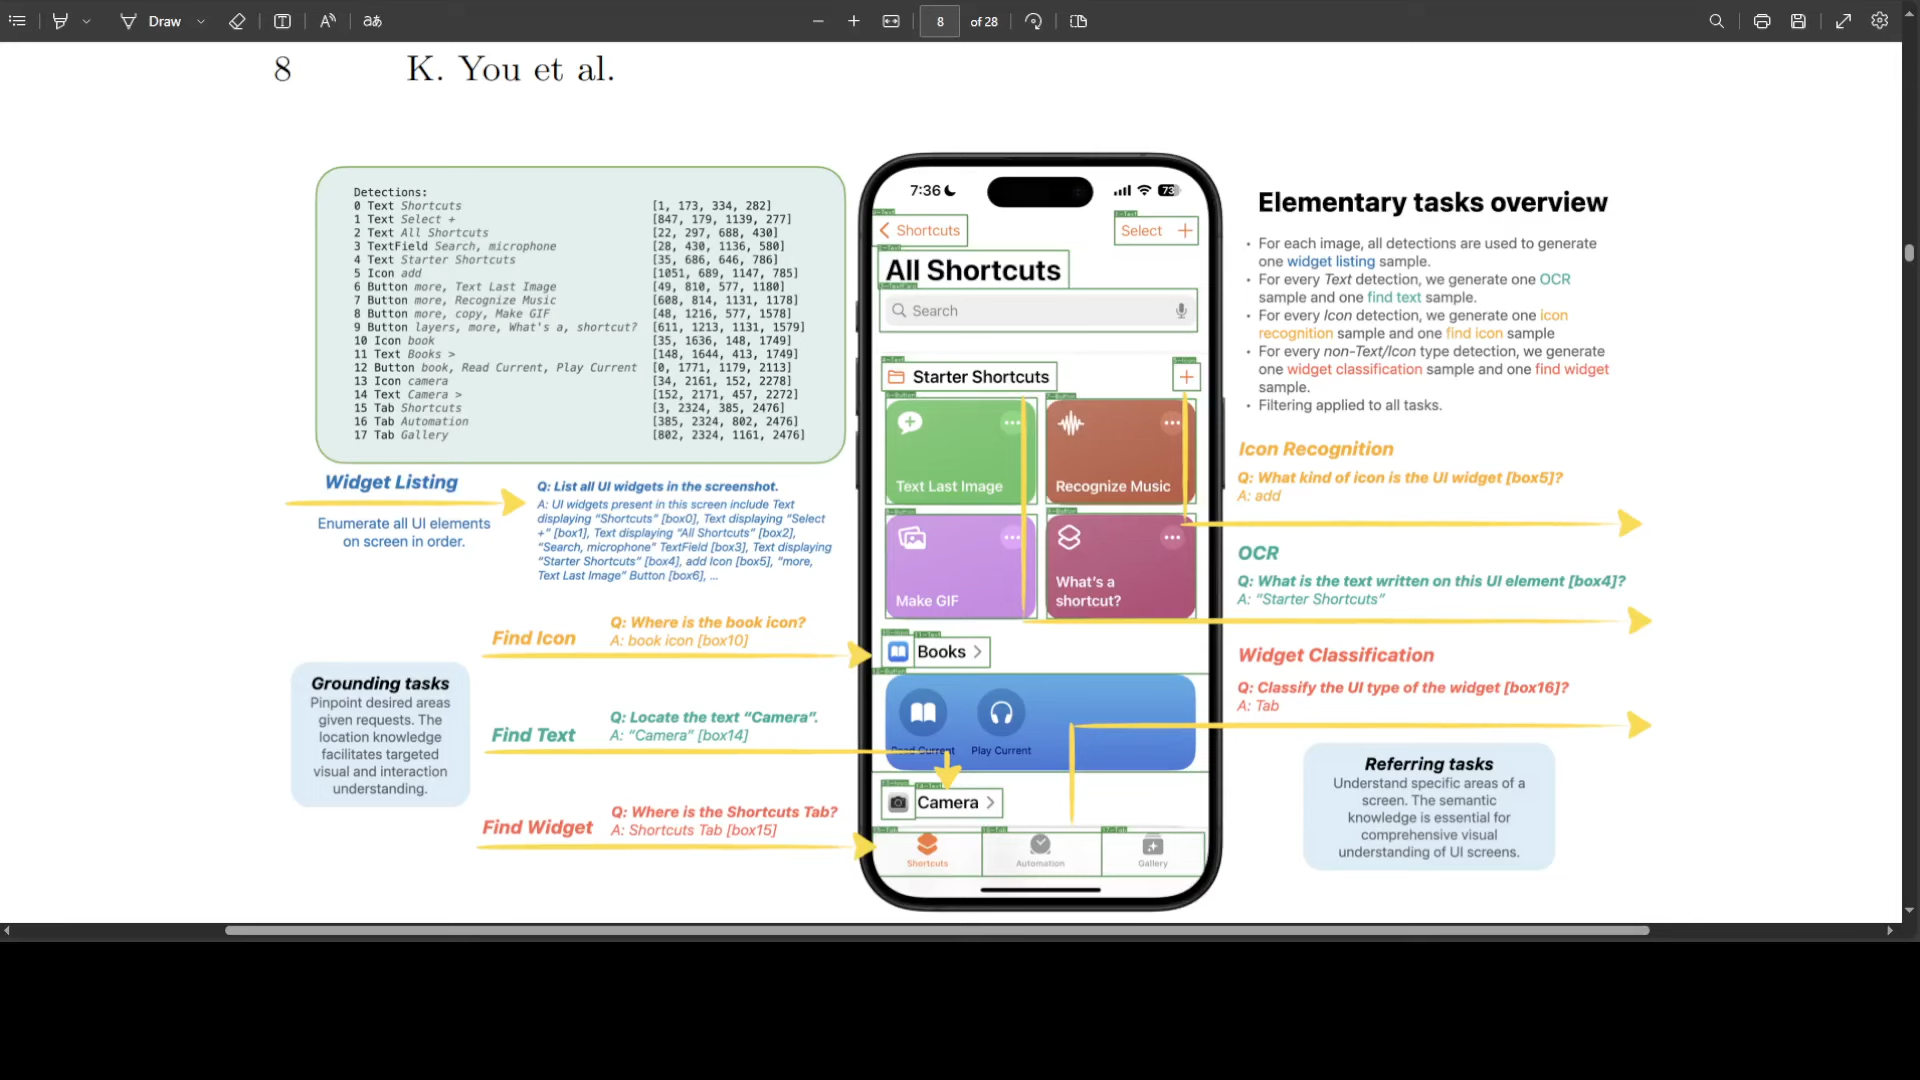 Draw
aあ
8
of 28
8 K. You et al.
Detections:
0 Text Shortcuts [1, 173, 334, 282]
1 Text Select + [847, 179, 1139, 277]
2 Text All Shortcuts [22, 297, 688, 430]
3 TextField Search, microphone [28, 430, 1136, 580]
4 Text Starter Shortcuts [35, 686, 646, 786]
5 Icon add [1051, 689, 1147, 785]
6 Button more, Text Last Image [49, 810, 577, 1180]
7 Button more, Recognize Music [608, 814, 1131, 1178]
8 Button more, copy, Make GIF [48, 1216, 577, 1578]
9 Button layers, more, What's a, shortcut? [611, 1213, 1131, 1579]
10 Icon book [35, 1636, 148, 1749]
11 Text Books > [148, 1644, 413, 1749]
12 Button book, Read Current, Play Current [0, 1771, 1179, 2113]
13 Icon camera [34, 2161, 152, 2278]
14 Text Camera > [152, 2171, 457, 2272]
15 Tab Shortcuts [3, 2324, 385, 2476]
16 Tab Automation [385, 2324, 802, 2476]
17 Tab Gallery [802, 2324, 1161, 2476]
Widget Listing
Enumerate all UI elements
on screen in order.
Q: List all UI widgets in the screenshot.
A: UI widgets present in this screen include Text
displaying “Shortcuts” [box0], Text displaying “Select
+” [box1], Text displaying “All Shortcuts” [box2],
“Search, microphone” TextField [box3], Text displaying
“Starter Shortcuts” [box4], add Icon [box5], “more,
Text Last Image” Button [box6], ...
Find Icon
Q: Where is the book icon?
A: book icon [box10]
Grounding tasks
Pinpoint desired areas
given requests. The
location knowledge
facilitates targeted
visual and interaction
understanding.
Find Text
Q: Locate the text “Camera”.
A: “Camera” [box14]
Find Widget
Q: Where is the Shortcuts Tab?
A: Shortcuts Tab [box15]
7:36
73
Shortcuts
Select +
All Shortcuts
Search
Starter Shortcuts
Text Last Image
Recognize Music
Make GIF
What's a
shortcut?
Books >
Read Current
Play Current
Camera >
Shortcuts
Automation
Gallery
Elementary tasks overview
• For each image, all detections are used to generate
one widget listing sample.
• For every Text detection, we generate one OCR
sample and one find text sample.
• For every Icon detection, we generate one icon
recognition sample and one find icon sample
• For every non-Text/Icon type detection, we generate
one widget classification sample and one find widget
sample.
• Filtering applied to all tasks.
Icon Recognition
Q: What kind of icon is the UI widget [box5]?
A: add
OCR
Q: What is the text written on this UI element [box4]?
A: “Starter Shortcuts”
Widget Classification
Q: Classify the UI type of the widget [box16]?
A: Tab
Referring tasks
Understand specific areas of a
screen. The semantic
knowledge is essential for
comprehensive visual
understanding of UI screens.